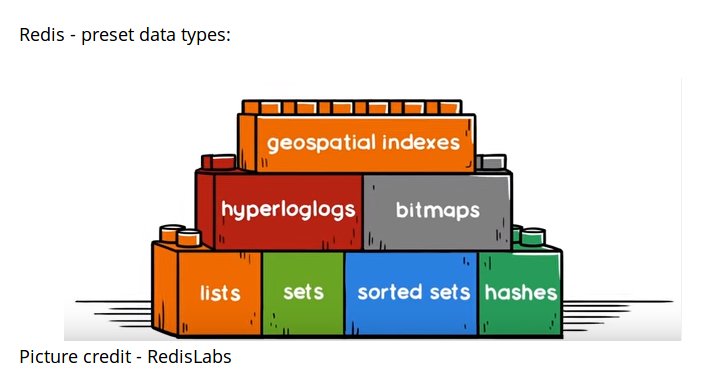 Redis - preset data types:
geospatial indexes
hyperloglogs
bitmaps
lists
sets
sorted sets
hashes
Picture credit - RedisLabs